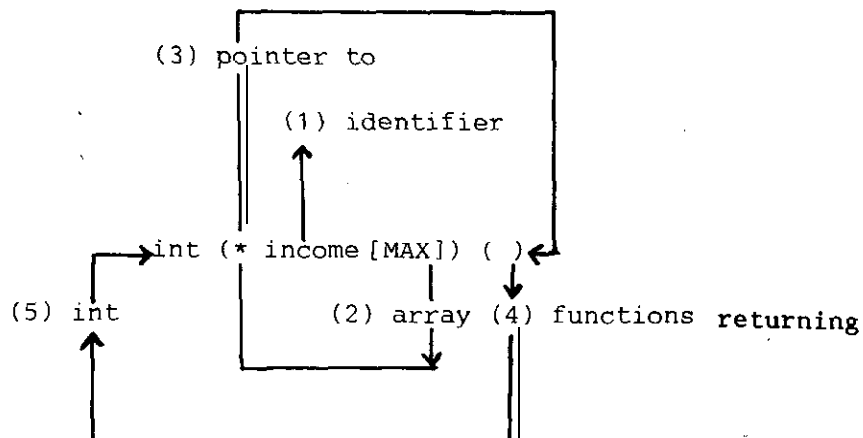 (3) pointer to
(1) identifier
int (* income [MAX]) ( )
(5) int (2) array (4) functions returning